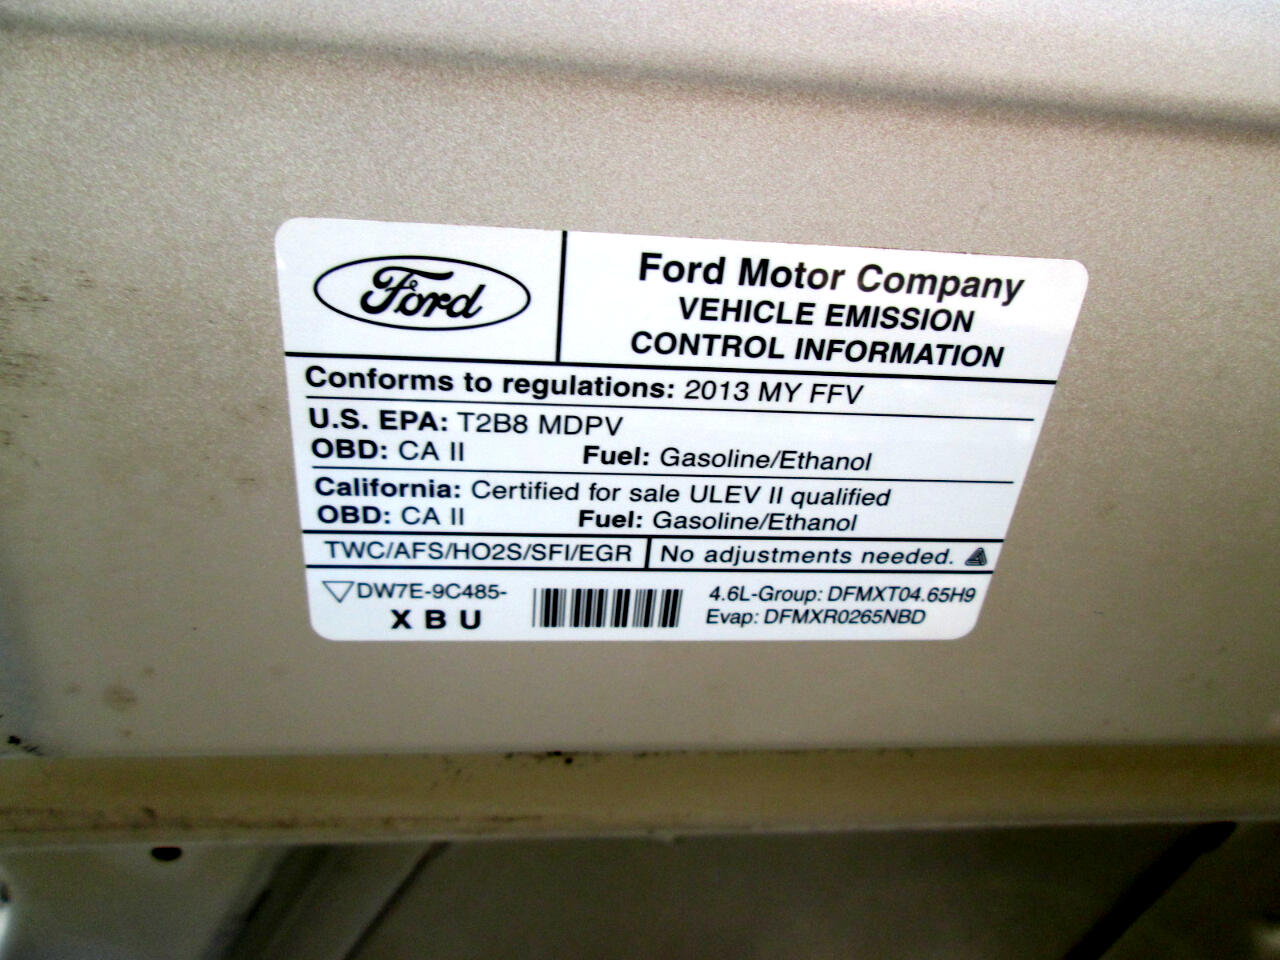 Ford
Ford Motor Company
VEHICLE EMISSION
CONTROL INFORMATION
Conforms to regulations: 2013 MY FFV
U.S. EPA: T2B8 MDPV
OBD: CA II Fuel: Gasoline/Ethanol
California: Certified for sale ULEV II qualified
OBD: CA II Fuel: Gasoline/Ethanol
TWC/AFS/HO2S/SFI/EGR No adjustments needed.
DW7E-9C485-
X B U
4.6L-Group: DFMXT04.65H9
Evap: DFMXR0265NBD